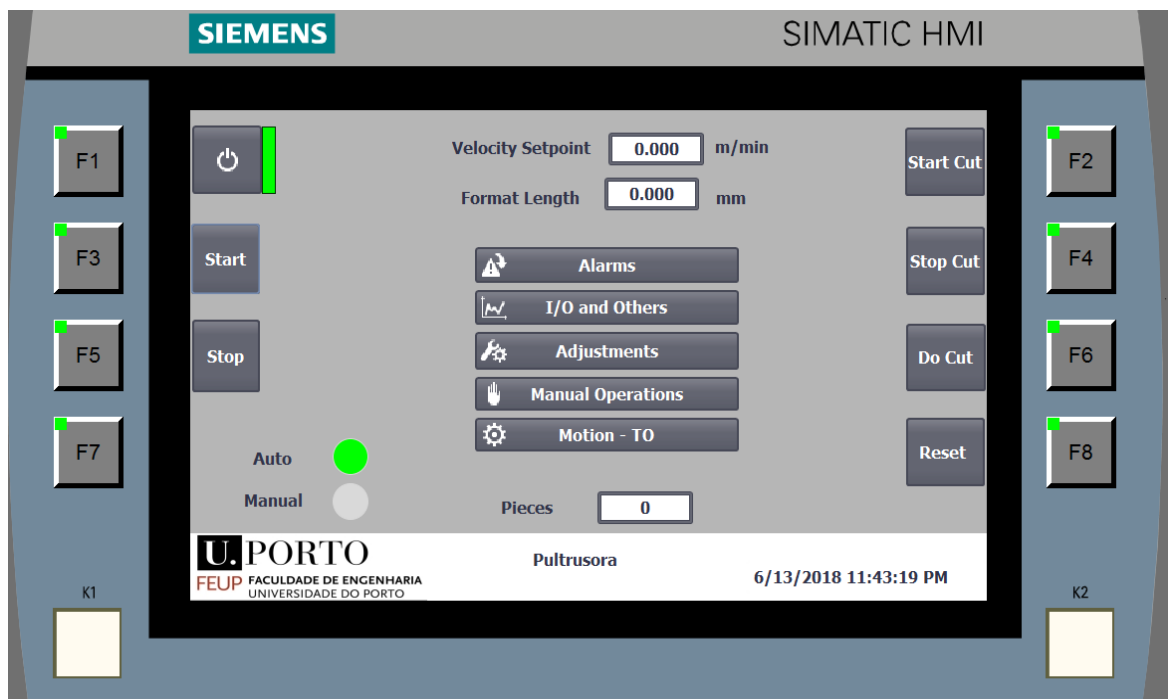 SIEMENS
SIMATIC HMI
F1
Velocity Setpoint 0.000 m/min
Start Cut
F2
Format Length 0.000 mm
F3
Start
Alarms
Stop Cut
F4
I/O and Others
F5
Stop
Adjustments
Do Cut
F6
Manual Operations
F7
Auto
Motion - TO
Reset
F8
Manual
Pieces 0
U. PORTO
FEUP FACULDADE DE ENGENHARIA
UNIVERSIDADE DO PORTO
Pultrusora
6/13/2018 11:43:19 PM
K1
K2